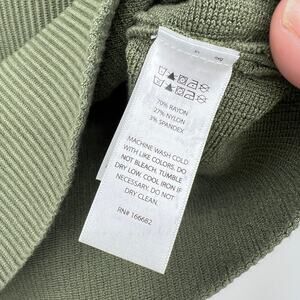 70% RAYON
27% NYLON
3% SPANDEX
MACHINE WASH COLD
WITH LIKE COLORS. DO
NOT BLEACH. TUMBLE
DRY LOW. COOL IRON IF
NECESSARY. DO NOT
DRY CLEAN.
RN# 166682